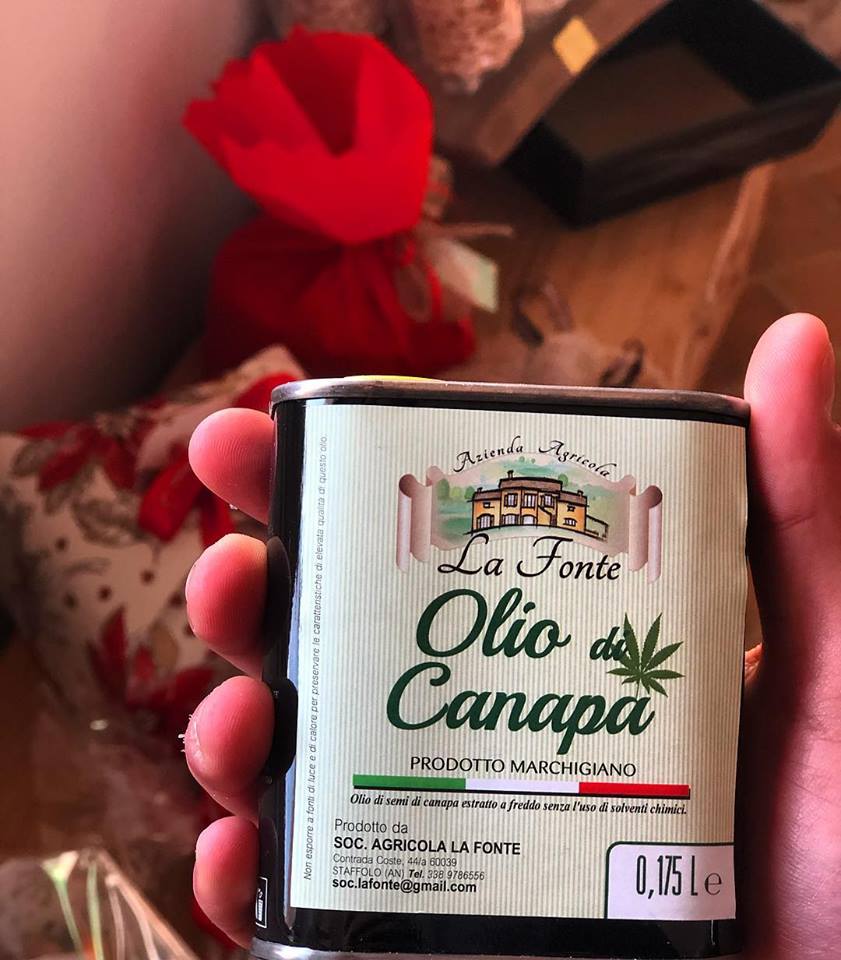 Azienda Agricola
La Fonte
Olio di
Canapa
PRODOTTO MARCHIGIANO
Olio di semi di canapa estratto a freddo senza l'uso di solventi chimici.
Prodotto da
SOC. AGRICOLA LA FONTE
Contrada Coste, 44/a 60039
STAFFOLO (AN) Tel. 338 9786556
soc.lafonte@gmail.com
0,175 L e
Non esporre a fonti di luce e di calore per preservare le caratteristiche di elevata qualità di questo olio.